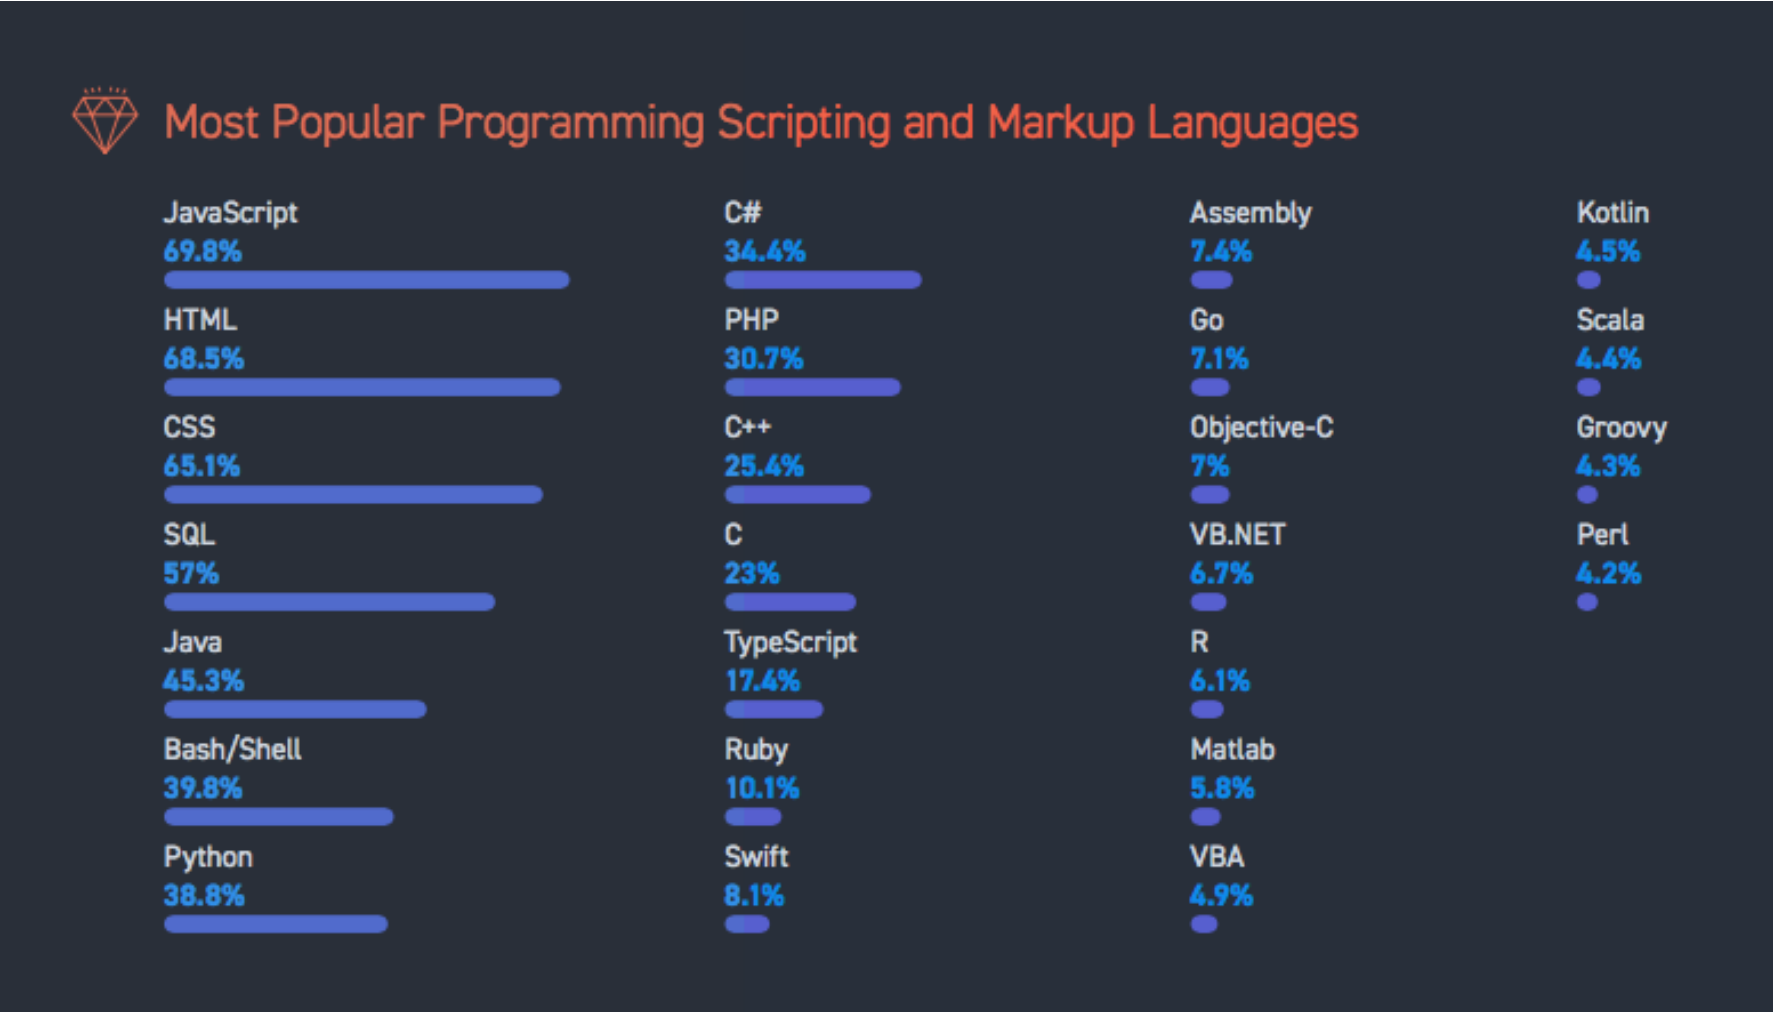 Most Popular Programming Scripting and Markup Languages
JavaScript
69.8%
HTML
68.5%
CSS
65.1%
SQL
57%
Java
45.3%
Bash/Shell
39.8%
Python
38.8%
C#
34.4%
PHP
30.7%
C++
25.4%
C
23%
TypeScript
17.4%
Ruby
10.1%
Swift
8.1%
Assembly
7.4%
Go
7.1%
Objective-C
7%
VB.NET
6.7%
R
6.1%
Matlab
5.8%
VBA
4.9%
Kotlin
4.5%
Scala
4.4%
Groovy
4.3%
Perl
4.2%